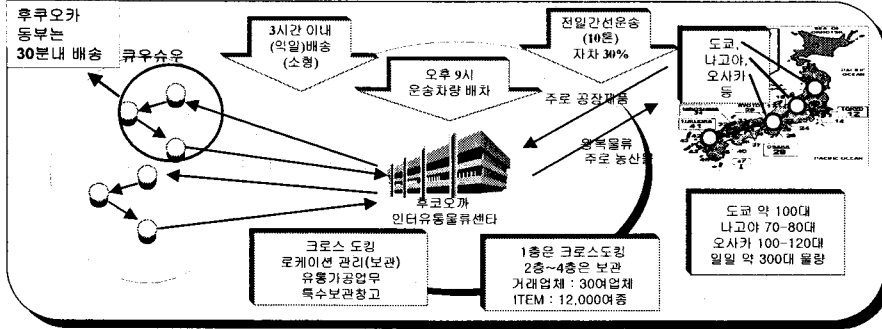 후쿠오카
동부는
30분내 배송
큐우슈우
3시간 이내
(익일)배송
(소형)
오후 9시
운송차량 배차
전일간선운송
(10톤)
자차 30%
주로 공장제품
왕복물류
주로 농산물
도쿄,
나고야,
오사카
등
SEA OF
PACIFIC
OCEAN
TOKYO
12
PACIFIC OCEAN
후코오까
인터유통물류센타
크로스 도킹
로케이션 관리(보관)
유통가공업무
특수보관창고
1층은 크로스도킹
2층~4층은 보관
거래업체 : 30여업체
ITEM : 12,000여종
도쿄 약 100대
나고야 70-80대
오사카 100-120대
일일 약 300대 물량